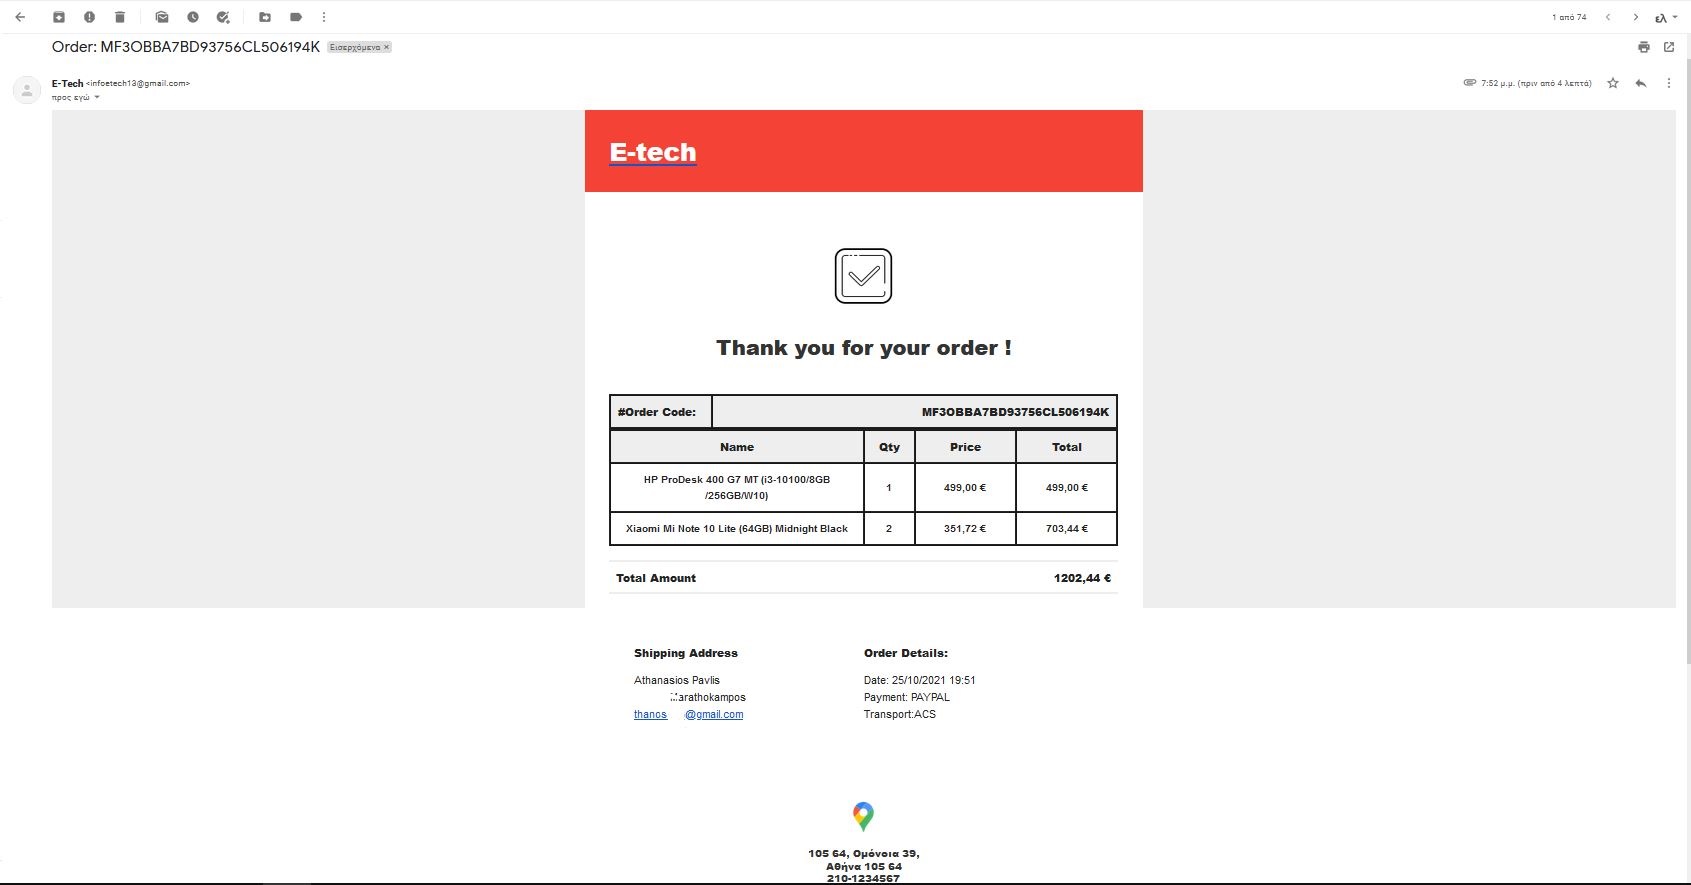 1 από 74
ελ
Order: MF3OBBA7BD93756CL506194K Εισερχόμενα ×
E-Tech <infoetech13@gmail.com>
7:52 μ.μ. (πριν από 4 λεπτά)
προς εγώ
E-tech
Thank you for your order !
#Order Code: MF3OBBA7BD93756CL506194K
Name Qty Price Total
HP ProDesk 400 G7 MT (i3-10100/8GB
/256GB/W10)
1 499,00 € 499,00 €
Xiaomi Mi Note 10 Lite (64GB) Midnight Black 2 351,72 € 703,44 €
Total Amount 1202,44 €
Shipping Address
Athanasios Pavlis
arathokampos
thanos @gmail.com
Order Details:
Date: 25/10/2021 19:51
Payment: PAYPAL
Transport:ACS
105 64, Ομόνοια 39,
Αθήνα 105 64
210-1234567